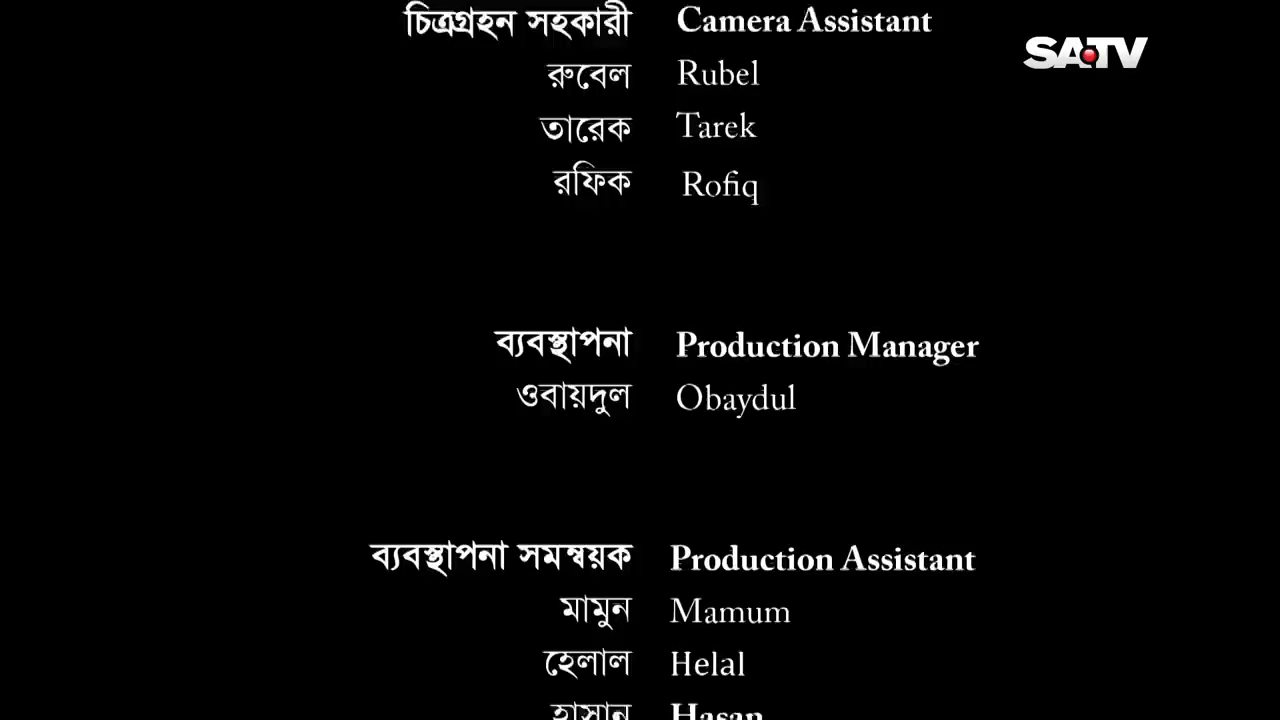 চিত্রগ্রহন সহকারী Camera Assistant
SATV
রুবেল Rubel
তারেক Tarek
রফিক Rofiq
ব্যবস্থাপনা Production Manager
ওবায়দুল Obaydul
ব্যবস্থাপনা সমন্বয়ক Production Assistant
মামুন Mamum
হেলাল Helal
হাসান Hasan